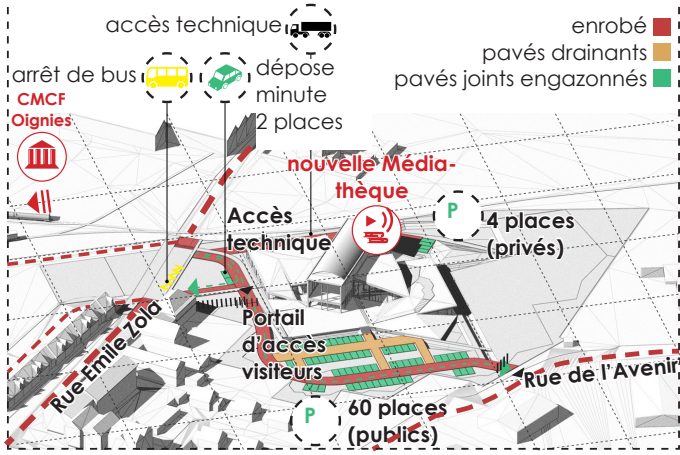 accès technique
enrobé
pavés drainants
pavés joints engazonnés
arrêt de bus
dépose
minute
2 places
CMCF
Oignies
nouvelle Média-
thèque
P
4 places
(privés)
Accès
technique
Rue Emile Zola
Portail
d'accès
visiteurs
Rue de l'Avenir
P
60 places
(publics)